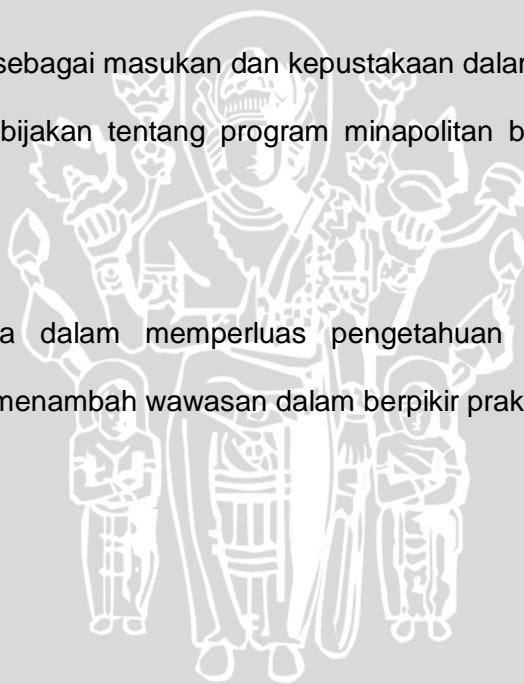 sebagai masukan dan kepustakaan dalam
bijakan tentang program minapolitan b
a dalam memperluas pengetahuan
menambah wawasan dalam berpikir prak